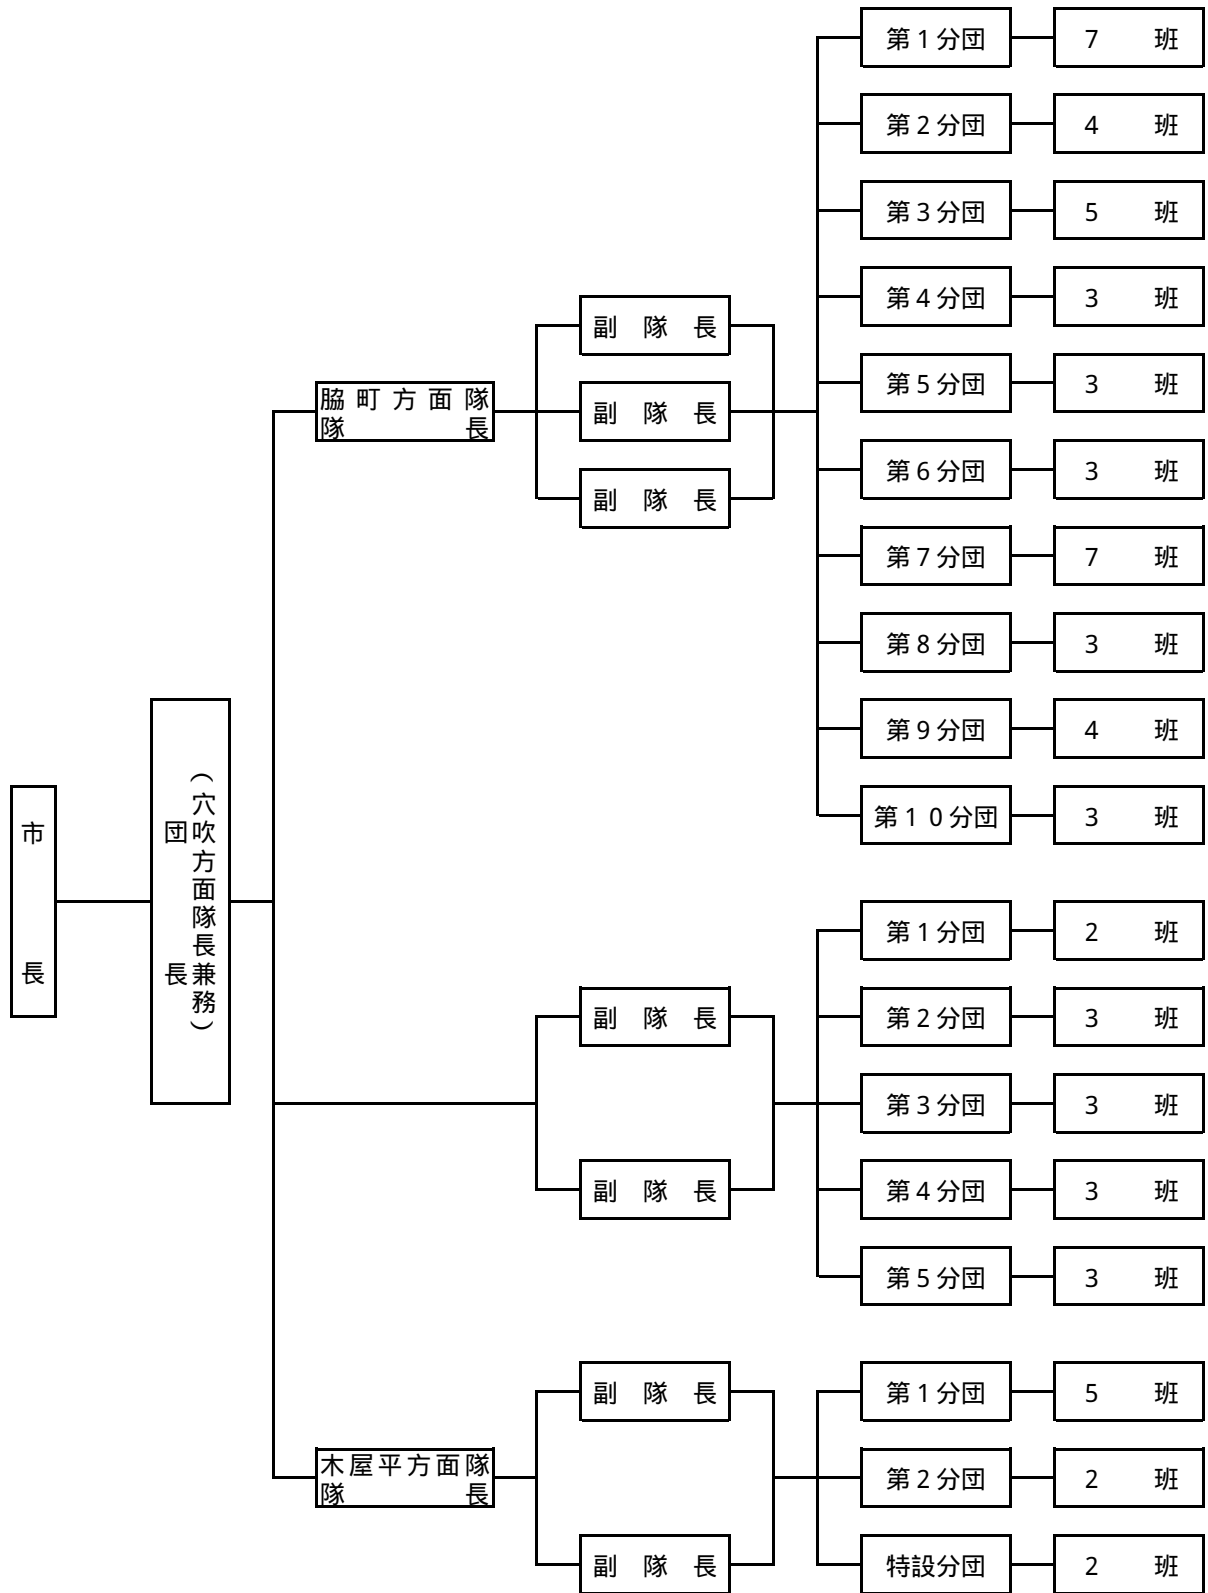 市長
団長
（穴吹方面隊長兼務）
脇町方面隊
隊長
副隊長
副隊長
副隊長
第1分団
7班
第2分団
4班
第3分団
5班
第4分団
3班
第5分団
3班
第6分団
3班
第7分団
7班
第8分団
3班
第9分団
4班
第10分団
3班
副隊長
副隊長
第1分団
2班
第2分団
3班
第3分団
3班
第4分団
3班
第5分団
3班
木屋平方面隊
隊長
副隊長
副隊長
第1分団
5班
第2分団
2班
特設分団
2班